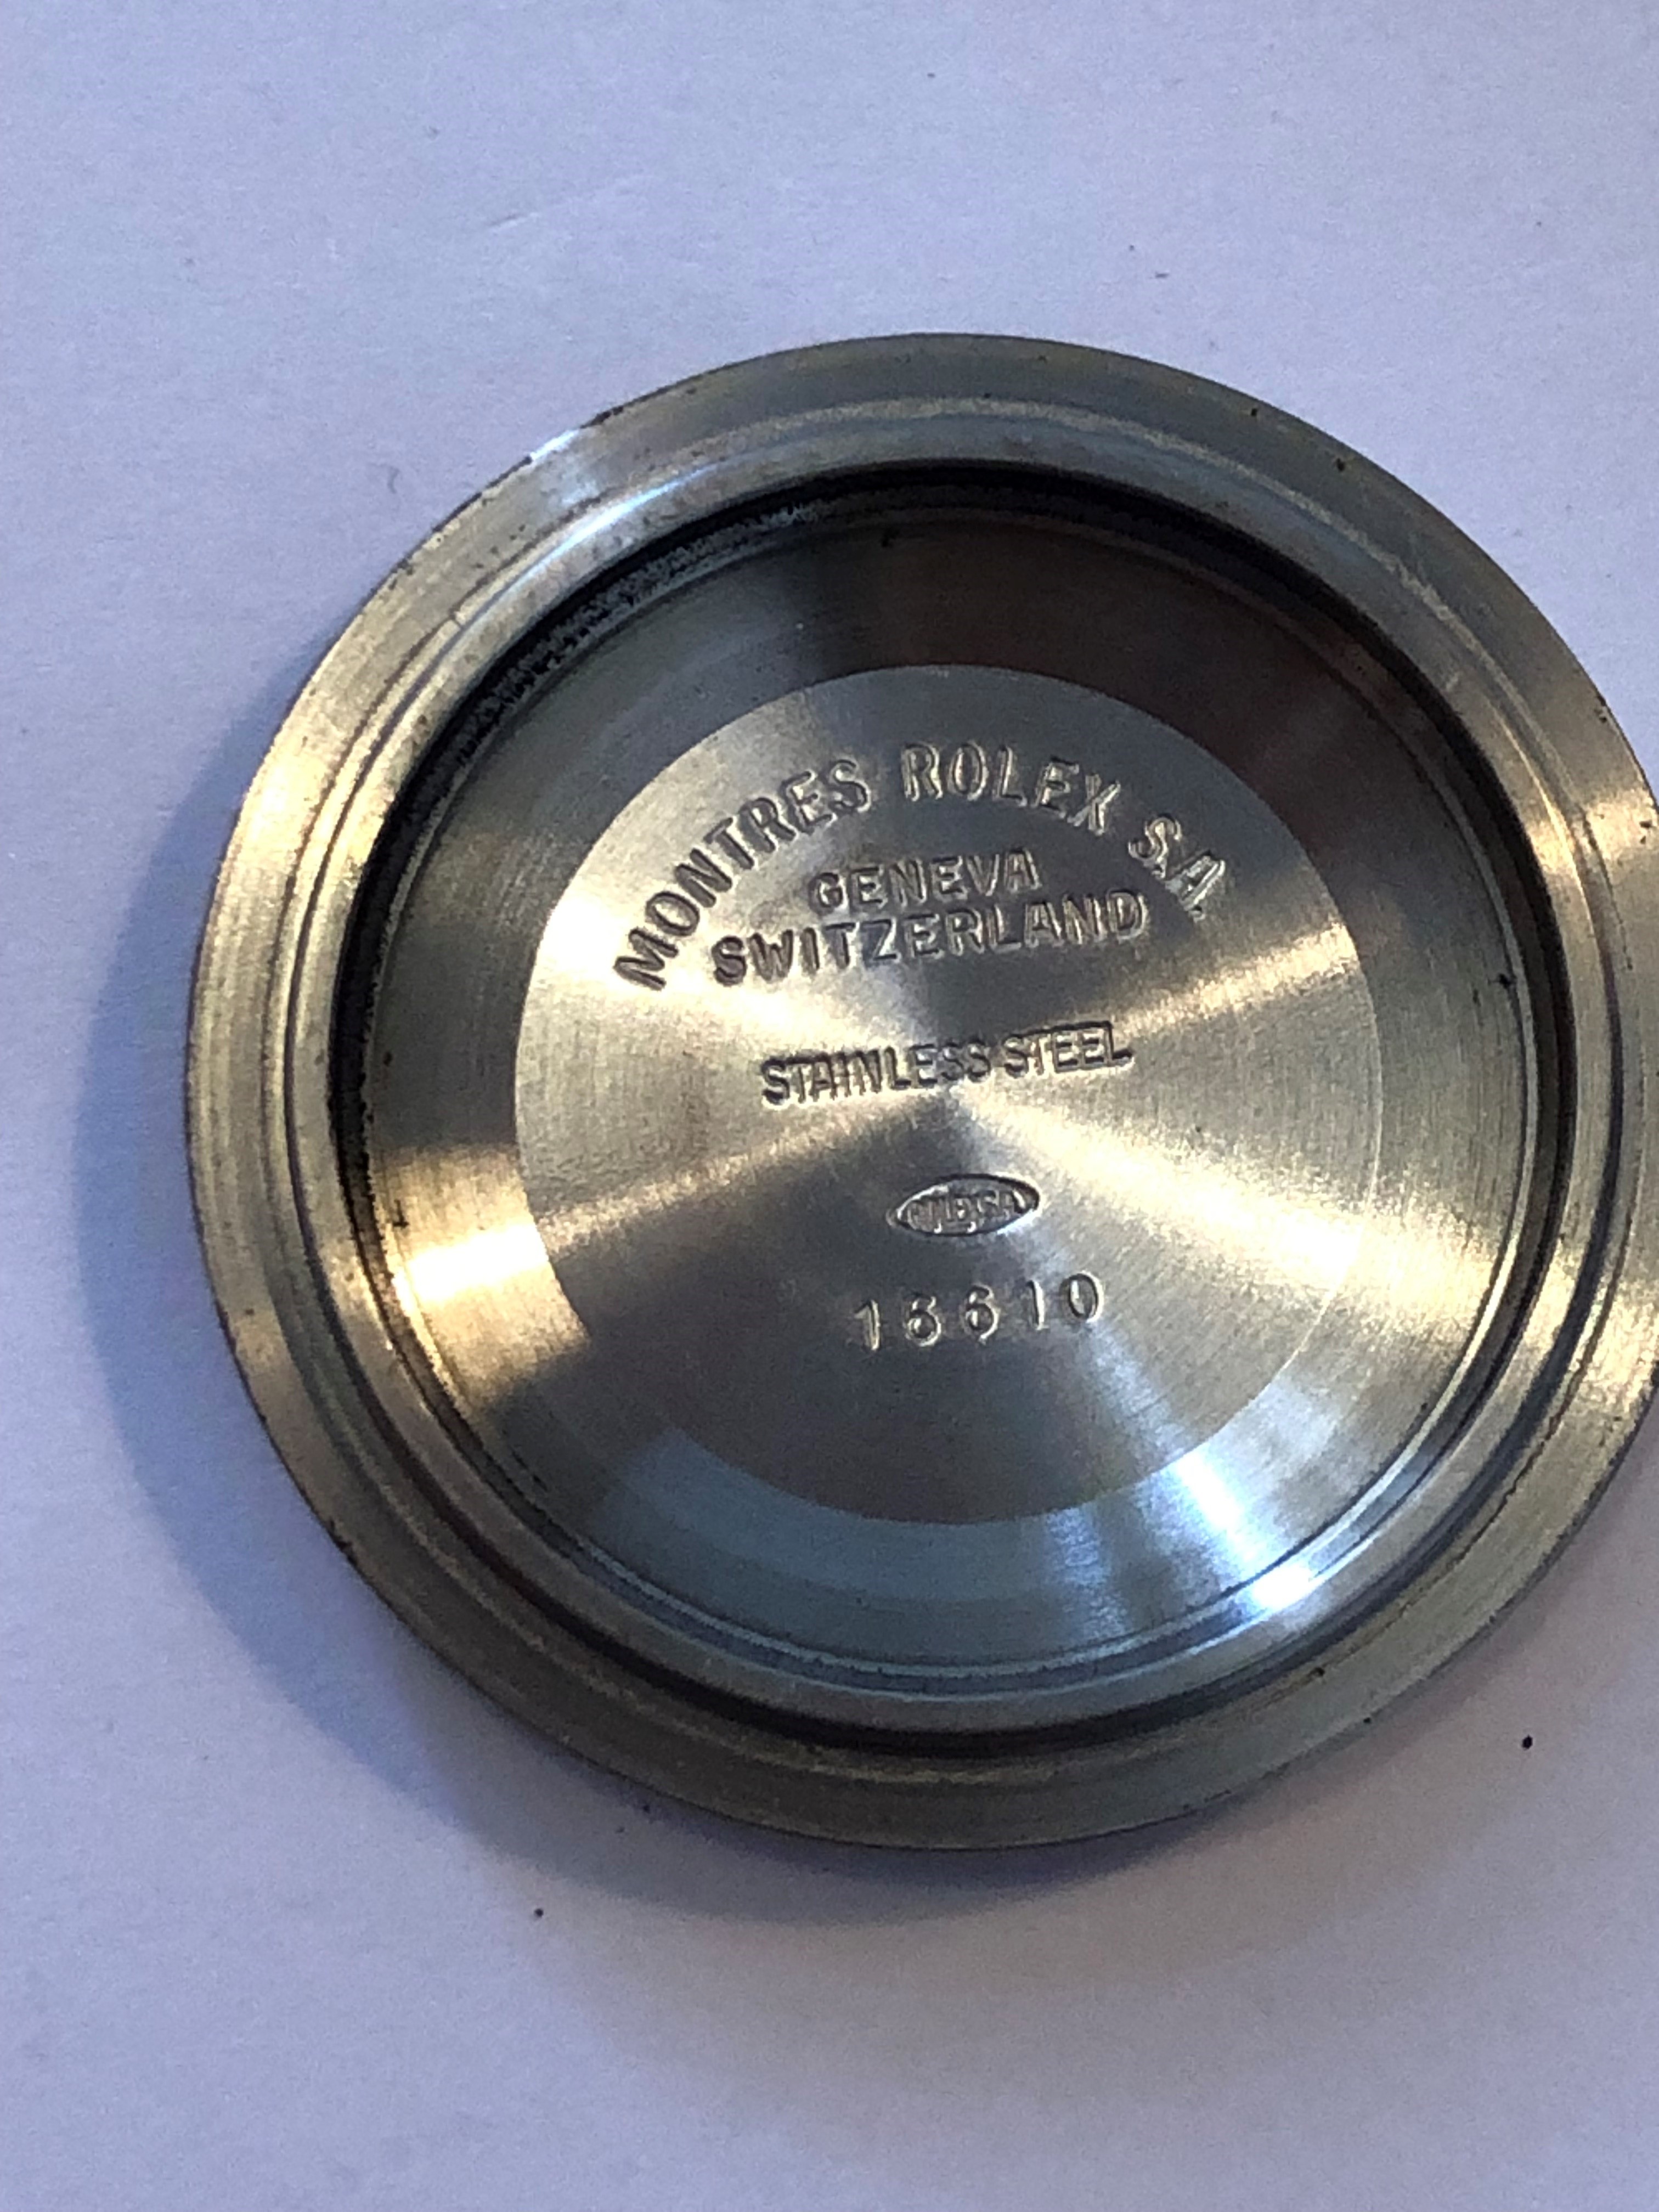 MONTRES ROLEX S.A
GENEVA
SWITZERLAND
STAINLESS STEEL
16610